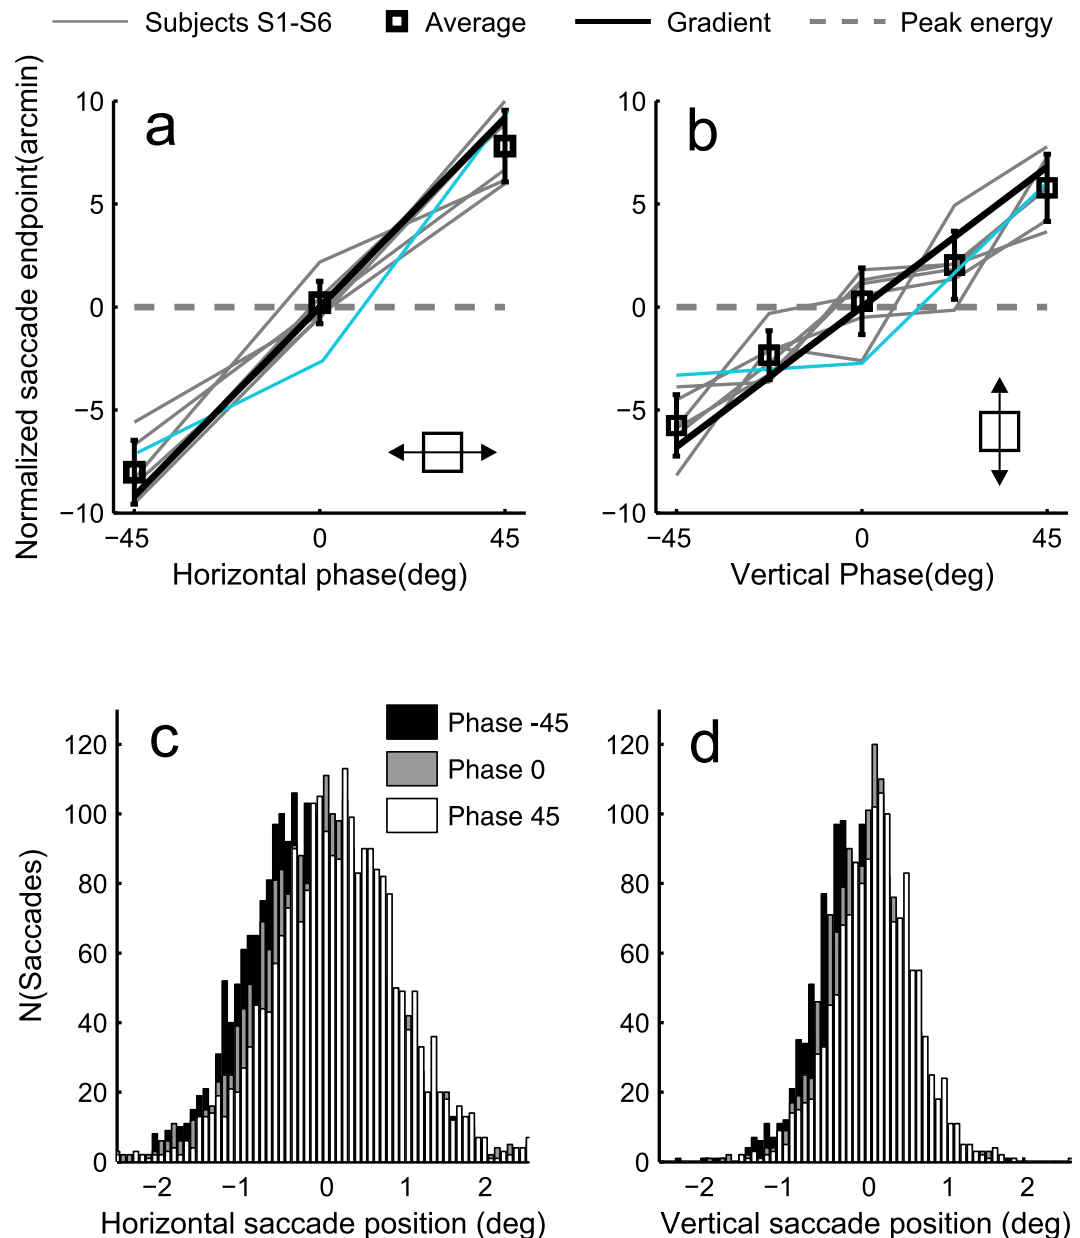 Subjects S1-S6 Average Gradient Peak energy
Normalized saccade endpoint(arcmin)
a
10
5
0
−5
−10
−45 0 45
Horizontal phase(deg)
b
10
5
0
−5
−10
−45 0 45
Vertical Phase(deg)
N(Saccades)
c
Phase -45
Phase 0
Phase 45
120
100
80
60
40
20
0
−2 −1 0 1 2
Horizontal saccade position (deg)
d
120
100
80
60
40
20
0
−2 −1 0 1 2
Vertical saccade position (deg)